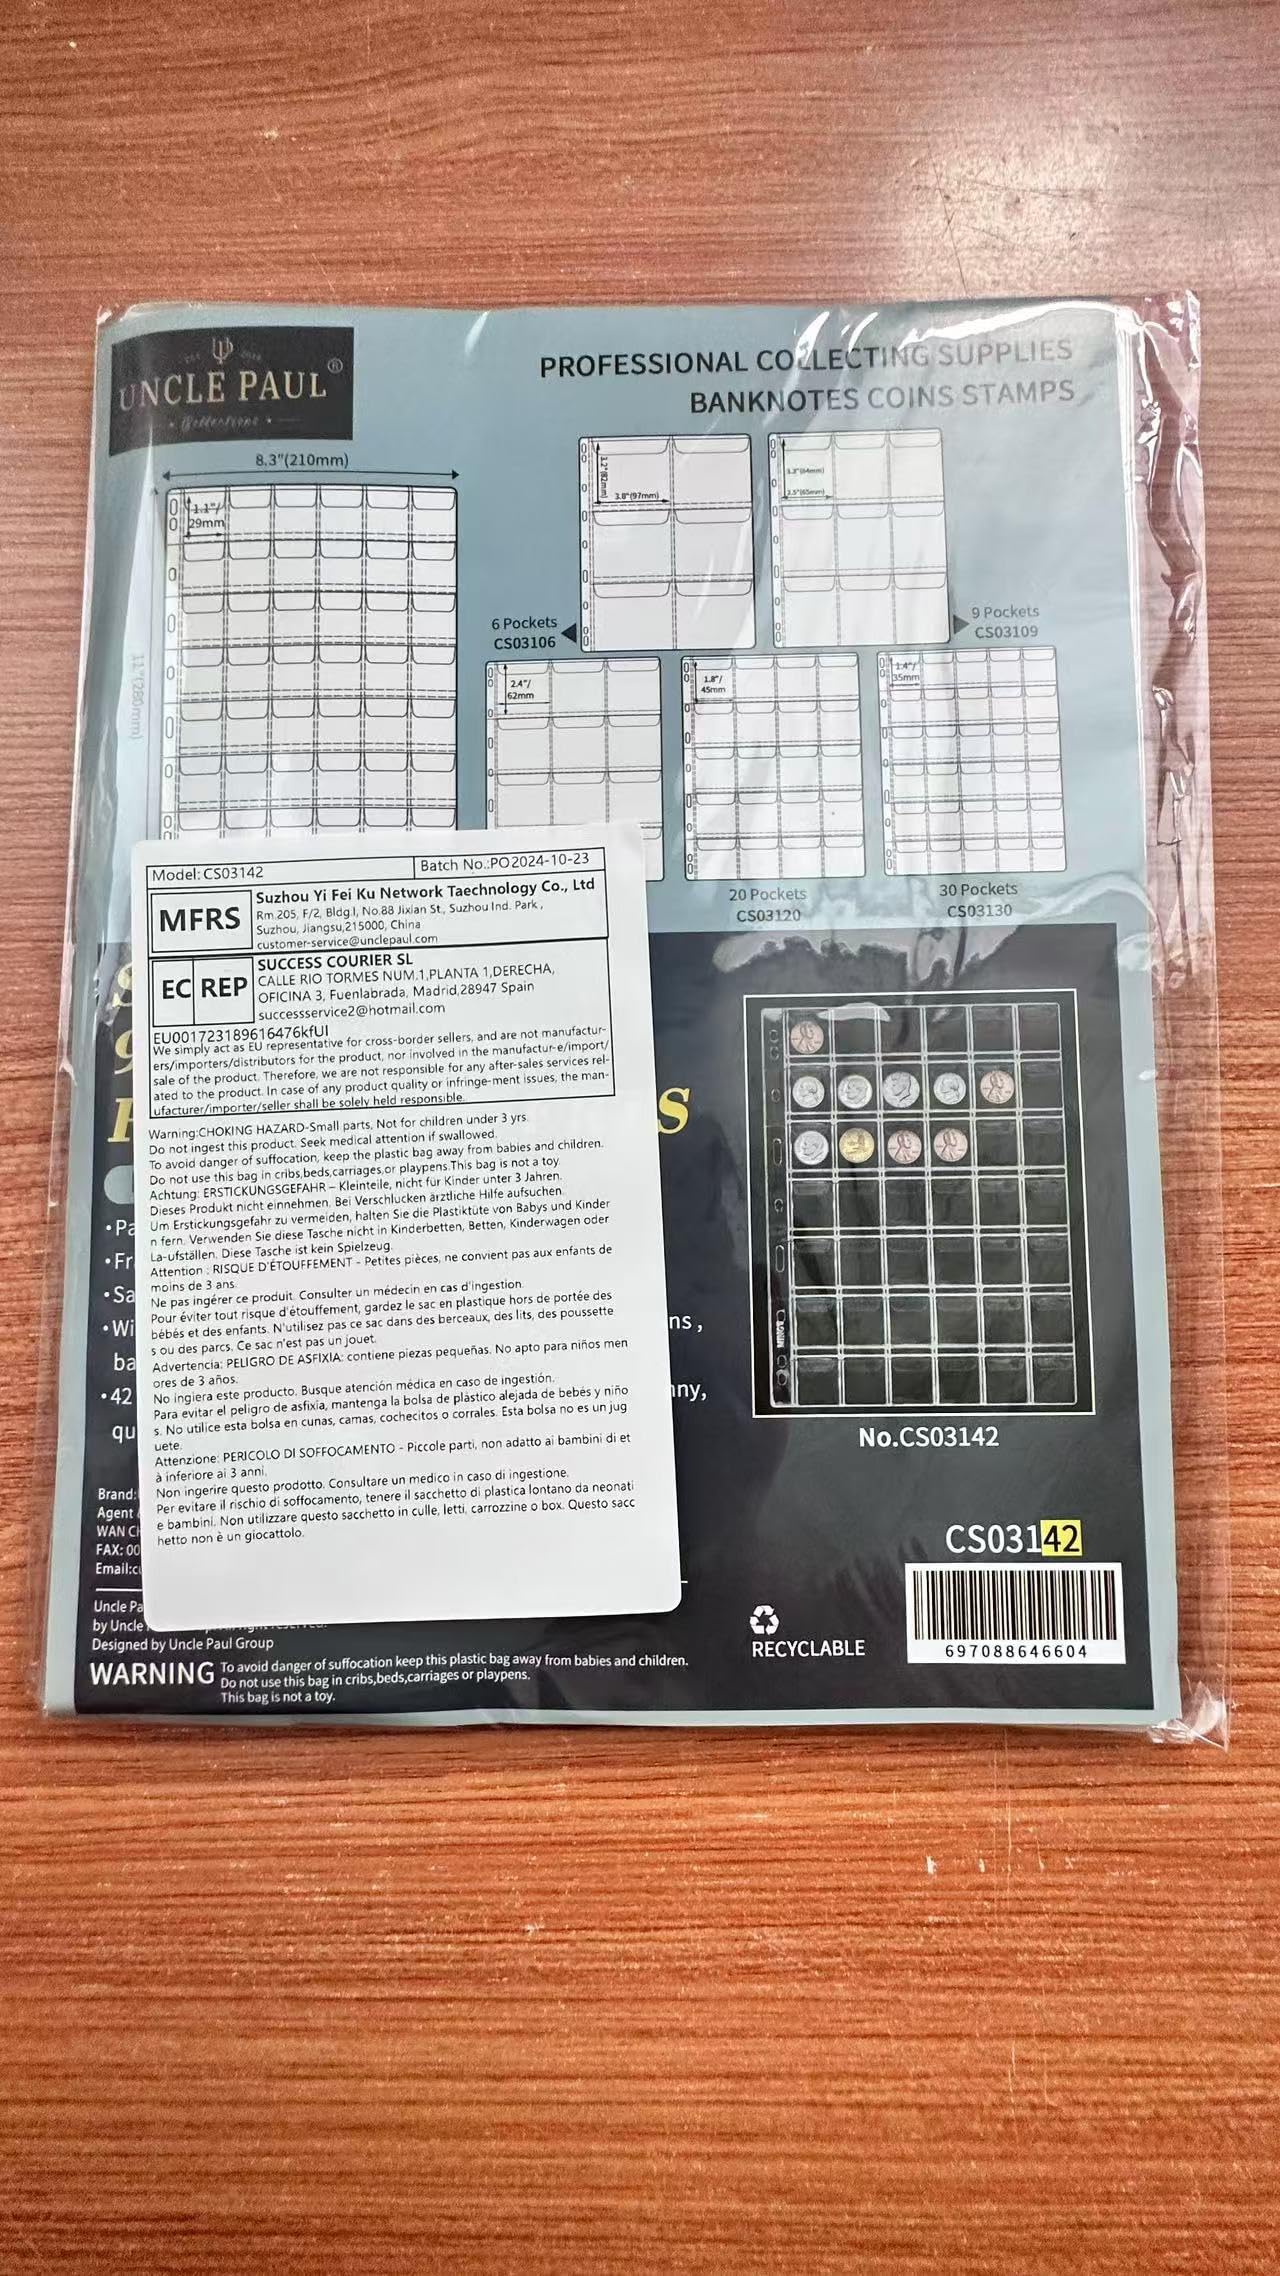 UNCLE PAUL®
PROFESSIONAL COLLECTING SUPPLIES
BANKNOTES COINS STAMPS
8.3"(210mm)
1.1"/
29mm
11"(280mm)
3.2"(82mm)
3.8"(97mm)
2.5"(65mm)
6 Pockets
CS03106
9 Pockets
CS03109
2.4"/
62mm
1.8"/
45mm
1.4"/
35mm
20 Pockets
CS03120
30 Pockets
CS03130
Model: CS03142 Batch No.:PO2024-10-23
MFRS
Suzhou Yi Fei Ku Network Taechnology Co., Ltd
Rm.205, F/2, Bldg.I, No.88 Jixian St., Suzhou Ind. Park,
Suzhou, Jiangsu,215000, China
customer-service@unclepaul.com
EC REP
SUCCESS COURIER SL
CALLE RIO TORMES NUM.1,PLANTA 1,DERECHA,
OFICINA 3, Fuenlabrada, Madrid,28947 Spain
successservice2@hotmail.com
EU001723189616476kfUI
We simply act as EU representative for cross-border sellers, and are not manufactur-
ers/importers/distributors for the product, nor involved in the manufactur-e/import/
sale of the product. Therefore, we are not responsible for any after-sales services rel-
ated to the product. In case of any product quality or infringe-ment issues, the man-
ufacturer/importer/seller shall be solely held responsible.
Warning:CHOKING HAZARD-Small parts, Not for children under 3 yrs.
Do not ingest this product. Seek medical attention if swallowed.
To avoid danger of suffocation, keep the plastic bag away from babies and children.
Do not use this bag in cribs,beds,carriages,or playpens.This bag is not a toy.
Achtung: ERSTICKUNGSGEFAHR – Kleinteile, nicht für Kinder unter 3 Jahren.
Dieses Produkt nicht einnehmen. Bei Verschlucken ärztliche Hilfe aufsuchen.
Um Erstickungsgefahr zu vermeiden, halten Sie die Plastiktüte von Babys und Kinder
n fern. Verwenden Sie diese Tasche nicht in Kinderbetten, Betten, Kinderwagen oder
La-ufställen. Diese Tasche ist kein Spielzeug.
Attention : RISQUE D'ÉTOUFFEMENT - Petites pièces, ne convient pas aux enfants de
moins de 3 ans.
Ne pas ingérer ce produit. Consulter un médecin en cas d'ingestion.
Pour éviter tout risque d'étouffement, gardez le sac en plastique hors de portée des
bébés et des enfants. N'utilisez pas ce sac dans des berceaux, des lits, des poussette
s ou des parcs. Ce sac n'est pas un jouet.
Advertencia: PELIGRO DE ASFIXIA: contiene piezas pequeñas. No apto para niños men
ores de 3 años.
No ingiera este producto. Busque atención médica en caso de ingestión.
Para evitar el peligro de asfixia, mantenga la bolsa de plástico alejada de bebés y niño
s. No utilice esta bolsa en cunas, camas, cochecitos o corrales. Esta bolsa no es un jug
uete.
Attenzione: PERICOLO DI SOFFOCAMENTO - Piccole parti, non adatto ai bambini di et
à inferiore ai 3 anni.
Non ingerire questo prodotto. Consultare un medico in caso di ingestione.
Per evitare il rischio di soffocamento, tenere il sacchetto di plastica lontano da neonati
e bambini. Non utilizzare questo sacchetto in culle, letti, carrozzine o box. Questo sacc
hetto non è un giocattolo.
• Pa
• Fr
• Sa
• Wi ns ,
ba
• 42 nny,
qu
No.CS03142
Brand:
Agent
WAN CH
FAX: 00
Email:c
Uncle Pa
by Uncle
Designed by Uncle Paul Group
WARNING To avoid danger of suffocation keep this plastic bag away from babies and children.
Do not use this bag in cribs,beds,carriages or playpens.
This bag is not a toy.
RECYCLABLE
CS03142
697088646604